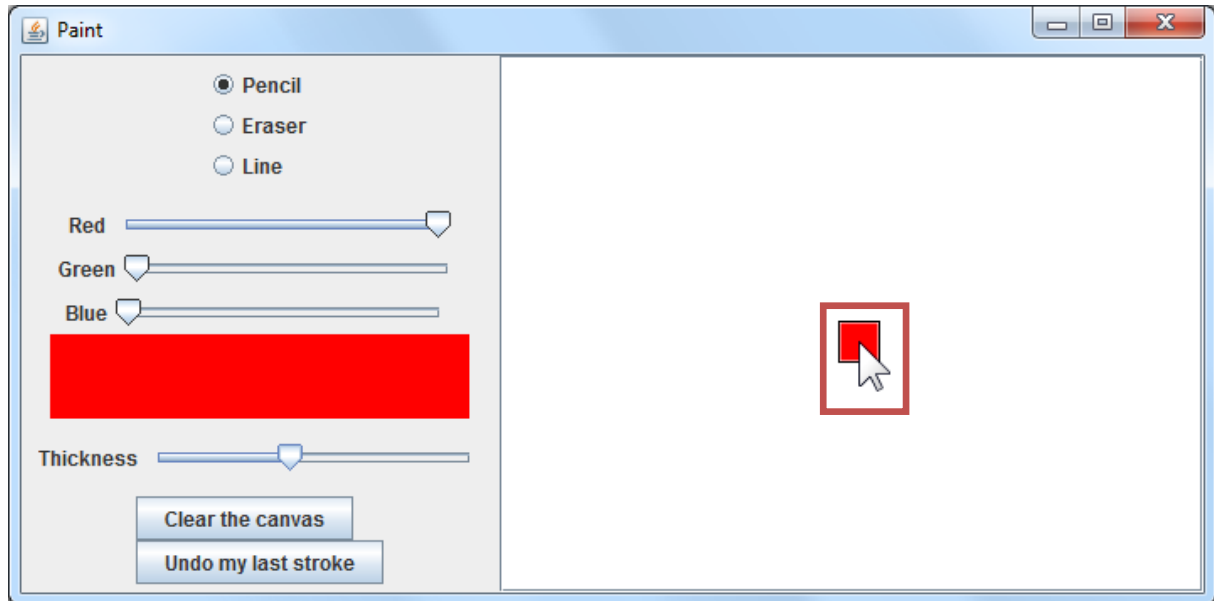 Paint
Pencil
Eraser
Line
Red
Green
Blue
Thickness
Clear the canvas
Undo my last stroke